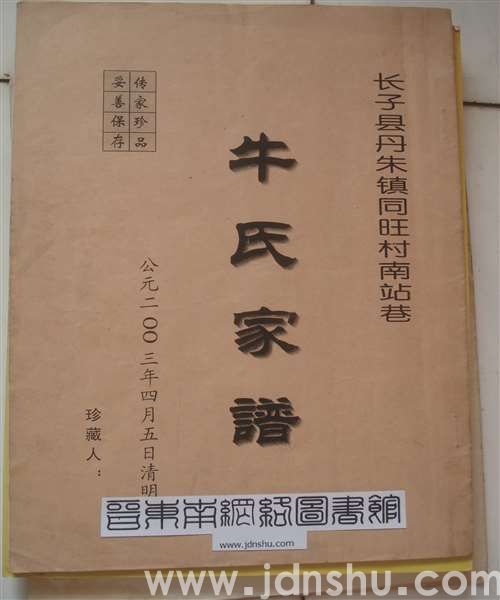 长子县丹朱镇同旺村南站巷
传家珍品
妥善保存
牛氏家譜
公元二〇〇三年四月五日清明
珍藏人：
晋東南網絡圖書館
www.jdnshu.com
www.jdnshu.com